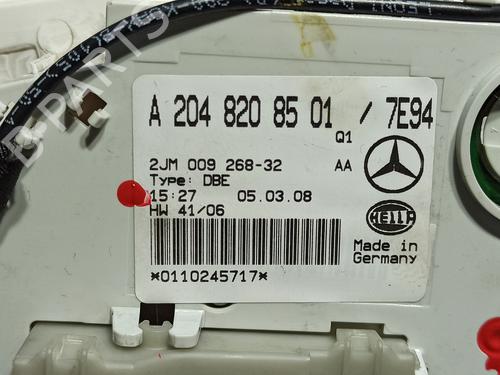 A 204 820 85 01 / 7E94
Q1
2JM 009 268-32 AA
Type: DBE
15:27 05.03.08
HW 41/06
HELLA
Made in
Germany
*0110245717*
B-PARTS